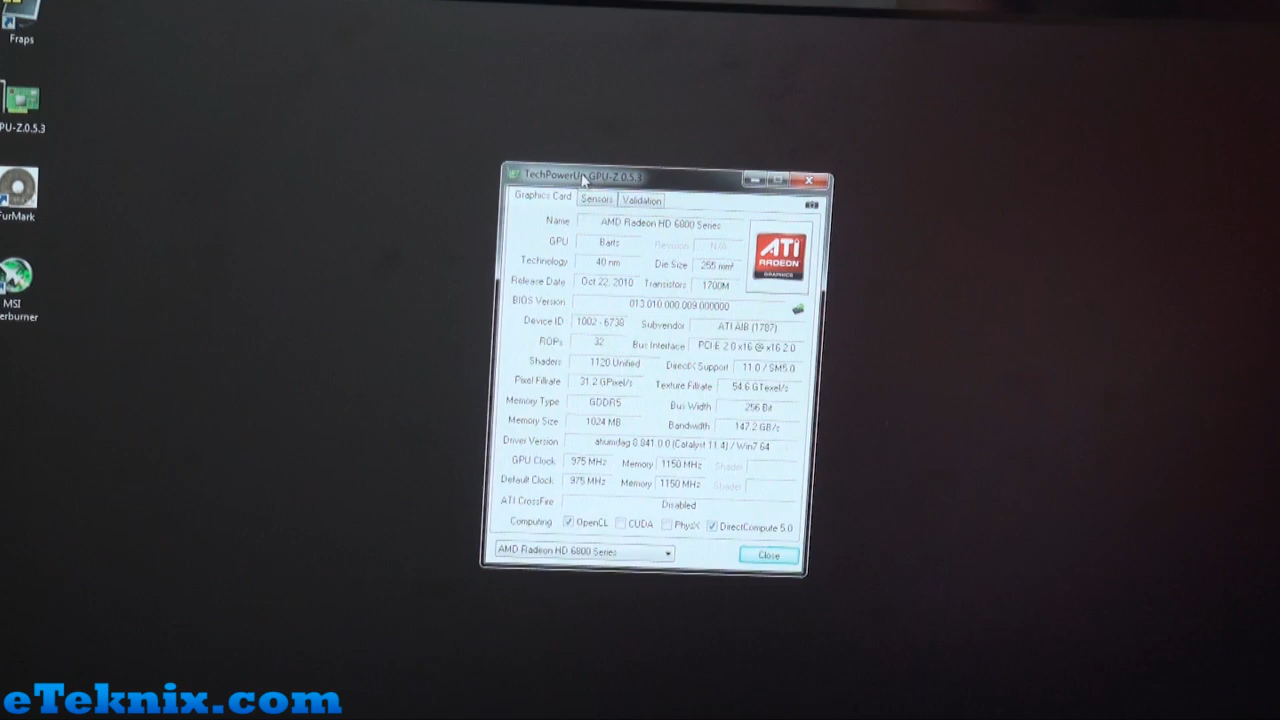 Fraps
PU-Z.0.5.3
FurMark
MSI
erburner
TechPowerUp GPU-Z 0.5.3
Graphics Card Sensors Validation
Name AMD Radeon HD 6800 Series
GPU Barts Revision N/A
Technology 40 nm Die Size 255 mm²
Release Date Oct 22, 2010 Transistors 1700M
BIOS Version 013.010.000.009.000000
Device ID 1002 - 6738 Subvendor ATI AIB (1787)
ROPs 32 Bus Interface PCI-E 2.0 x16 @ x16 2.0
Shaders 1120 Unified DirectX Support 11.0 / SM5.0
Pixel Fillrate 31.2 GPixel/s Texture Fillrate 54.6 GTexel/s
Memory Type GDDR5 Bus Width 256 Bit
Memory Size 1024 MB Bandwidth 147.2 GB/s
Driver Version atiumdag 8.841.0.0 (Catalyst 11.4) / Win7 64
GPU Clock 975 MHz Memory 1150 MHz Shader
Default Clock 975 MHz Memory 1150 MHz Shader
ATI CrossFire Disabled
Computing OpenCL CUDA PhysX DirectCompute 5.0
AMD Radeon HD 6800 Series Close
ATI
RADEON
GRAPHICS
eTeknix.com